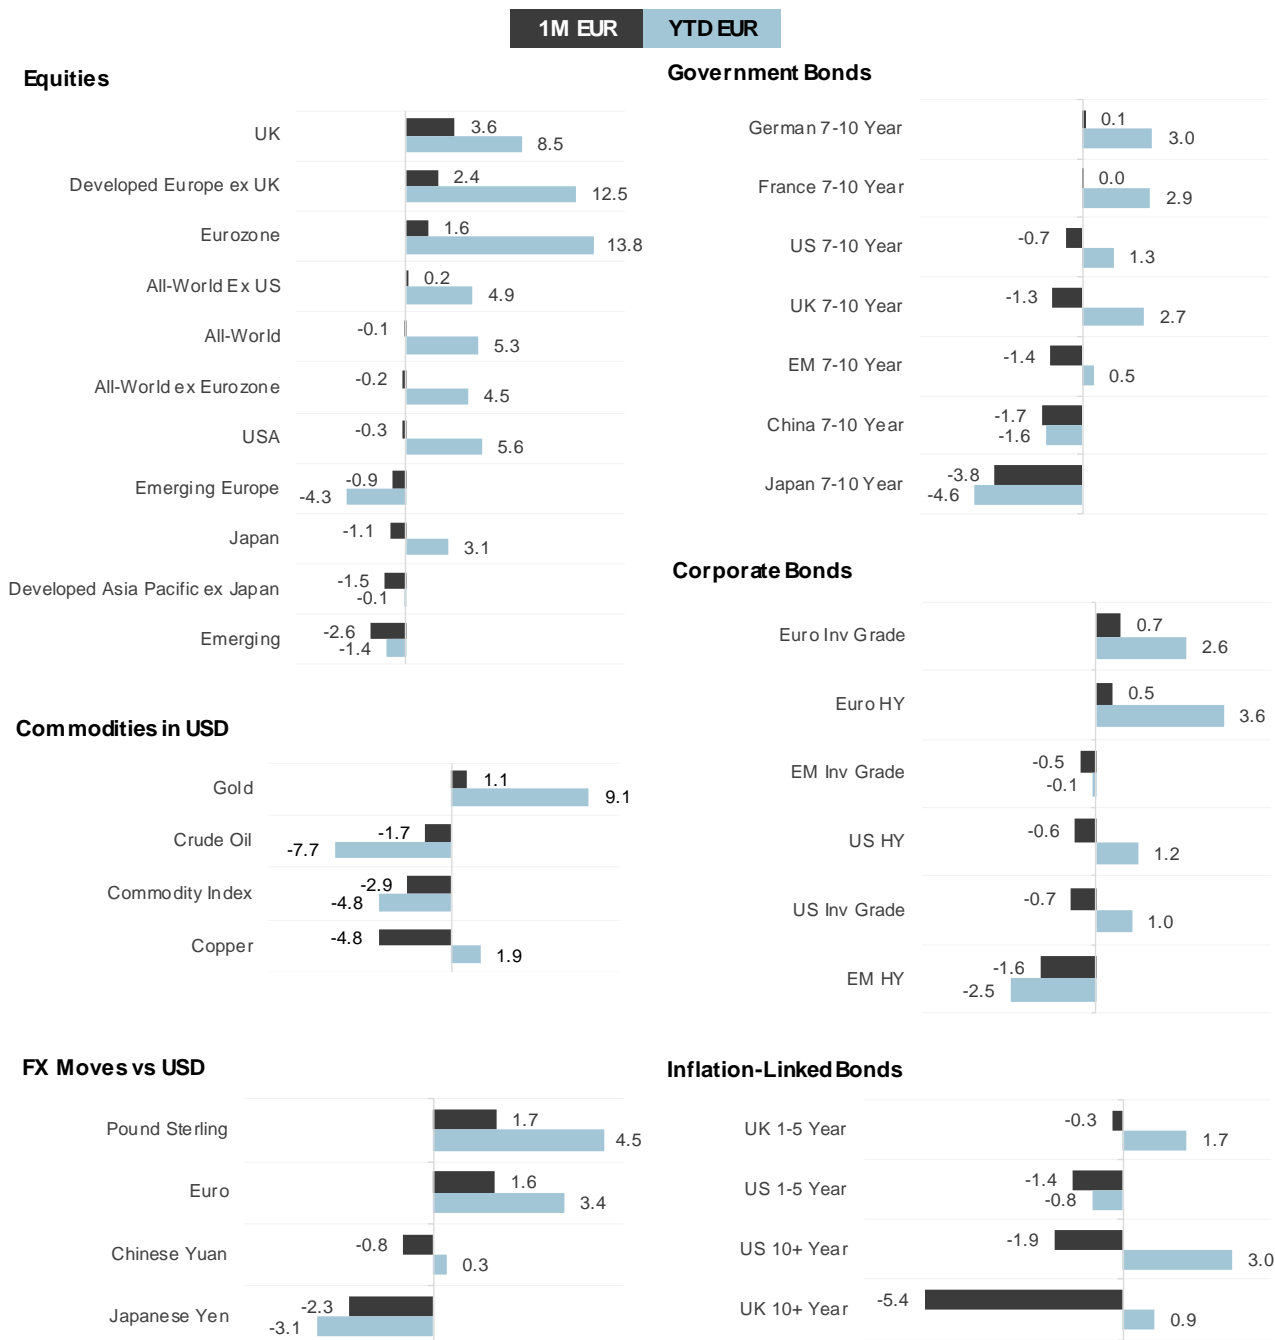 1M EUR YTD EUR
Equities
UK 3.6 8.5
Developed Europe ex UK 2.4 12.5
Eurozone 1.6 13.8
All-World Ex US 0.2 4.9
All-World -0.1 5.3
All-World ex Eurozone -0.2 4.5
USA -0.3 5.6
Emerging Europe -0.9 -4.3
Japan -1.1 3.1
Developed Asia Pacific ex Japan -1.5 -0.1
Emerging -2.6 -1.4
Government Bonds
German 7-10 Year 0.1 3.0
France 7-10 Year 0.0 2.9
US 7-10 Year -0.7 1.3
UK 7-10 Year -1.3 2.7
EM 7-10 Year -1.4 0.5
China 7-10 Year -1.7 -1.6
Japan 7-10 Year -3.8 -4.6
Corporate Bonds
Euro Inv Grade 0.7 2.6
Euro HY 0.5 3.6
EM Inv Grade -0.5 -0.1
US HY -0.6 1.2
US Inv Grade -0.7 1.0
EM HY -1.6 -2.5
Commodities in USD
Gold 1.1 9.1
Crude Oil -1.7 -7.7
Commodity Index -2.9 -4.8
Copper -4.8 1.9
FX Moves vs USD
Pound Sterling 1.7 4.5
Euro 1.6 3.4
Chinese Yuan -0.8 0.3
Japanese Yen -2.3 -3.1
Inflation-Linked Bonds
UK 1-5 Year -0.3 1.7
US 1-5 Year -1.4 -0.8
US 10+ Year -1.9 3.0
UK 10+ Year -5.4 0.9